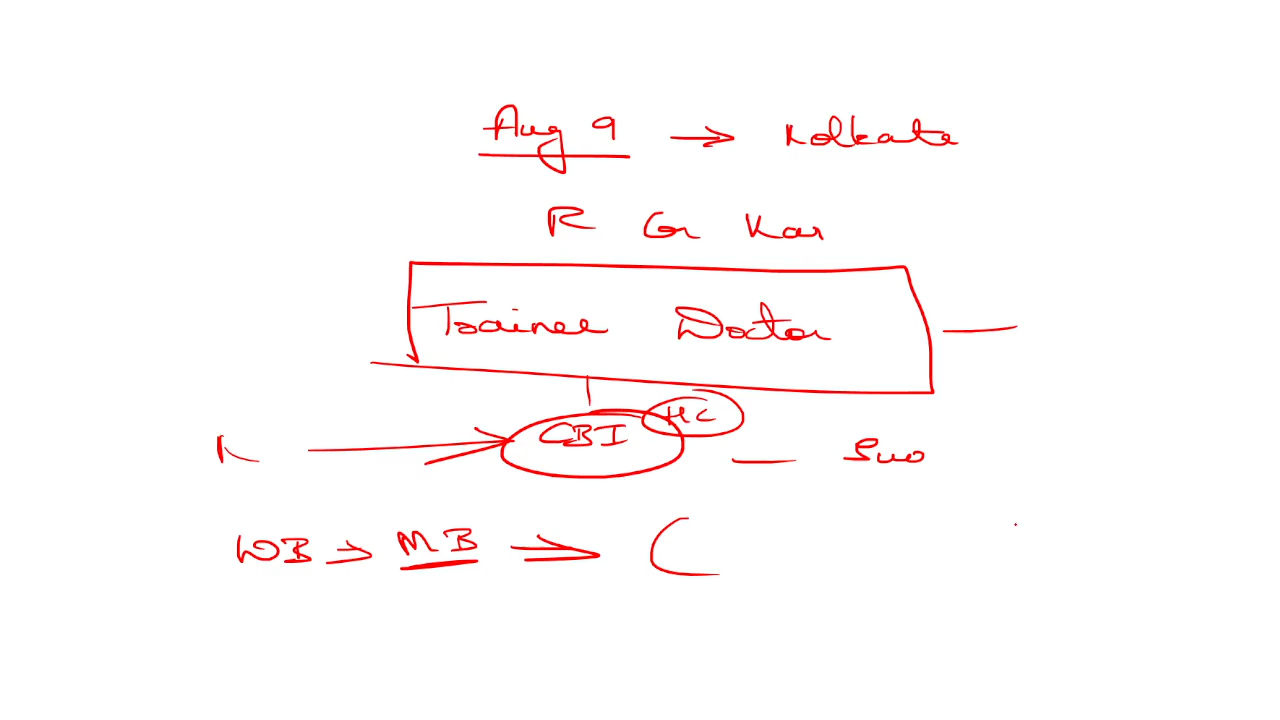 Aug 9 → Kolkata
R G Kar
Trainee Doctor
HC
K → CBI — Suo
WB → MB → (